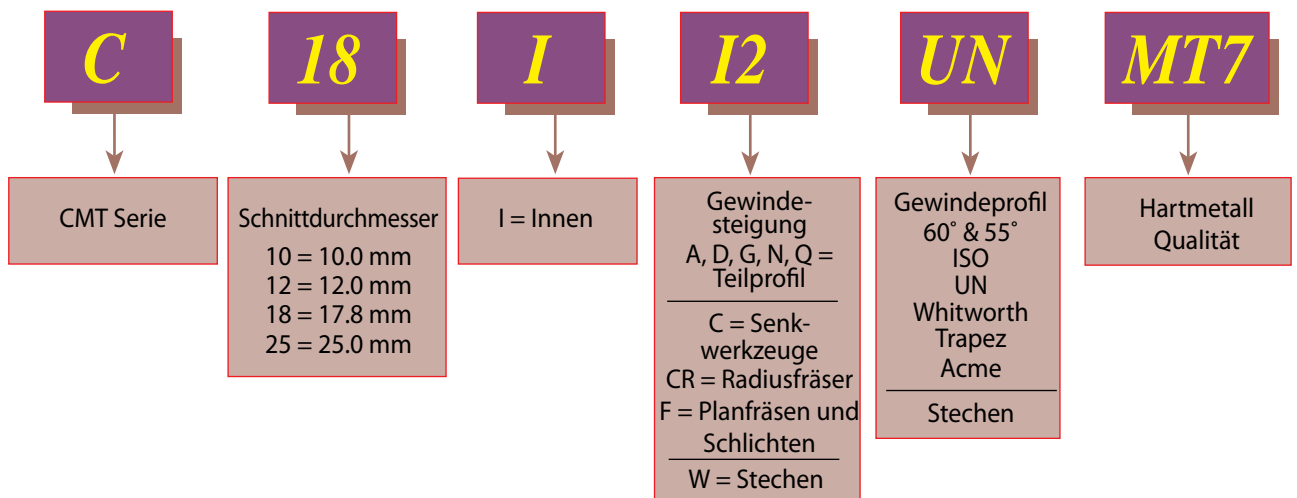 C
18
I
I2
UN
MT7
CMT Serie
Schnittdurchmesser
10 = 10.0 mm
12 = 12.0 mm
18 = 17.8 mm
25 = 25.0 mm
I = Innen
Gewinde-
steigung
A, D, G, N, Q =
Teilprofil
C = Senk-
werkzeuge
CR = Radiusfräser
F = Planfräsen und
Schlichten
W = Stechen
Gewindeprofil
60° & 55°
ISO
UN
Whitworth
Trapez
Acme
Stechen
Hartmetall
Qualität